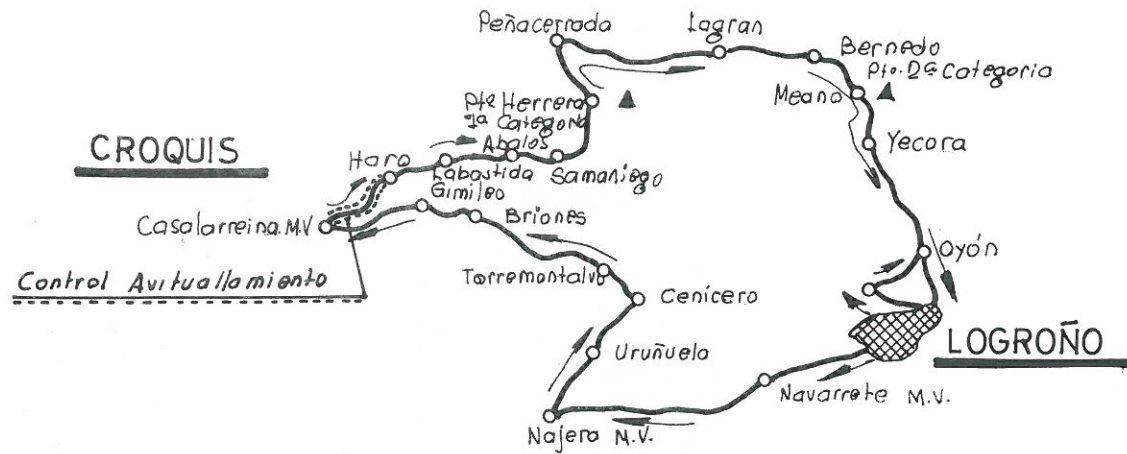 Peñacerrada
Lagran
Bernedo
Pto. 2ª Categoria
Meano
Pto Herrera
1ª Categoria
Yecora
CROQUIS
Haro
Abalos
Labastida
Samaniego
Gimileo
Casalarreina M.V
Briones
Oyón
Control Avituallamiento
Torremontalvo
Cenícero
LOGROÑO
Uruñuela
Navarrete M.V.
Najera M.V.